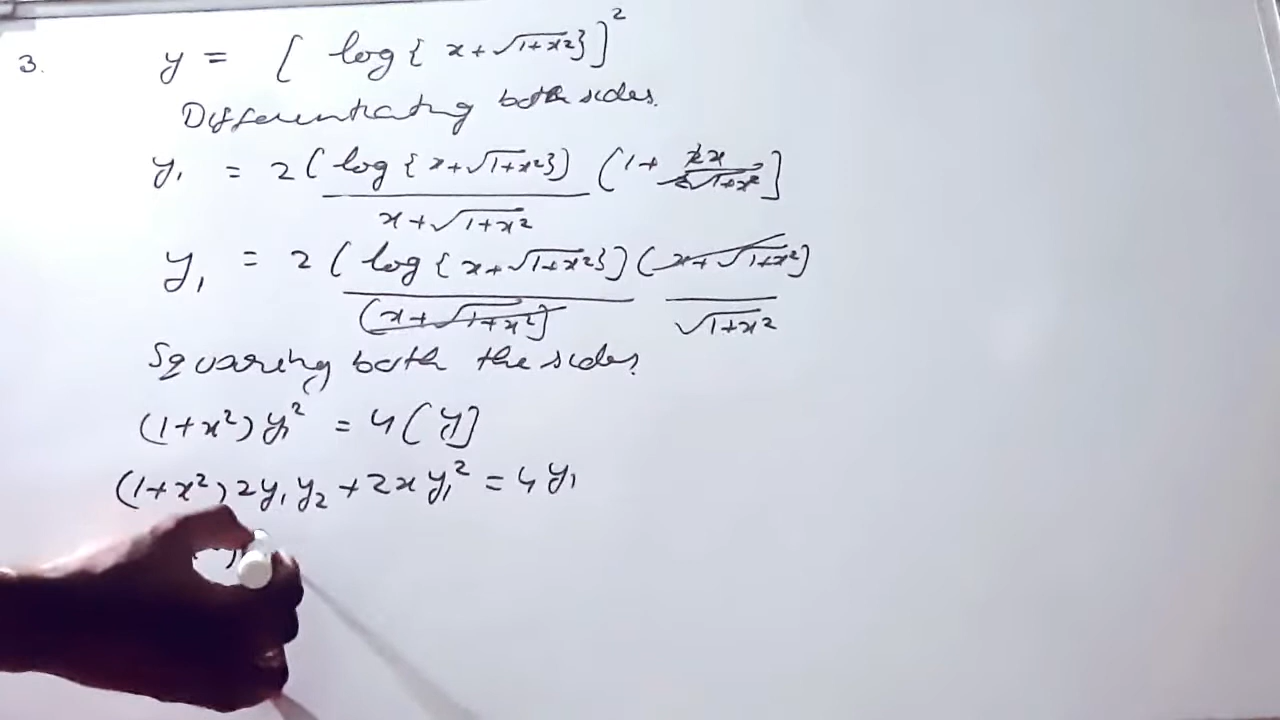 3. y = [ log { x + √1+x² } ]²
Differentiating both sides.
y₁ = 2 ( log { x + √1+x² } ) / x + √1+x² ( 1 + 2x / 2√1+x² ]
y₁ = 2 ( log { x + √1+x² } ] / ( x + √1+x² ] ( x + √1+x² ] / √1+x²
Squaring both the sides.
(1+x²) y₁² = 4 ( y ]
(1+x²) 2y₁ y₂ + 2x y₁² = 4 y₁